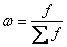 ω = f / ∑ f